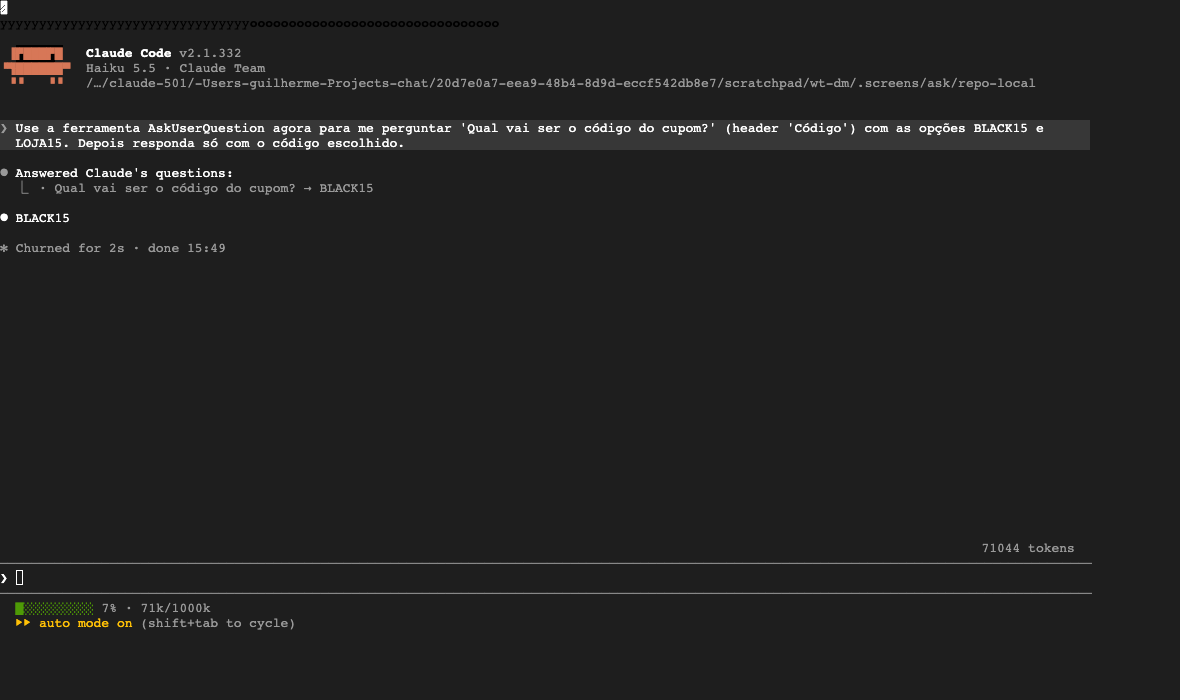 yyyyyyyyyyyyyyyyyyyyyyyyyyyyyyyyoooooooooooooooooooooooooooooooo
Claude Code v2.1.332
Haiku 5.5 · Claude Team
/…/claude-501/-Users-guilherme-Projects-chat/20d7e0a7-eea9-48b4-8d9d-eccf542db8e7/scratchpad/wt-dm/.screens/ask/repo-local
❯ Use a ferramenta AskUserQuestion agora para me perguntar 'Qual vai ser o código do cupom?' (header 'Código') com as opções BLACK15 e
LOJA15. Depois responda só com o código escolhido.
● Answered Claude's questions:
⎿ · Qual vai ser o código do cupom? → BLACK15
● BLACK15
✻ Churned for 2s · done 15:49
71044 tokens
❯
7% · 71k/1000k
⏵⏵ auto mode on (shift+tab to cycle)